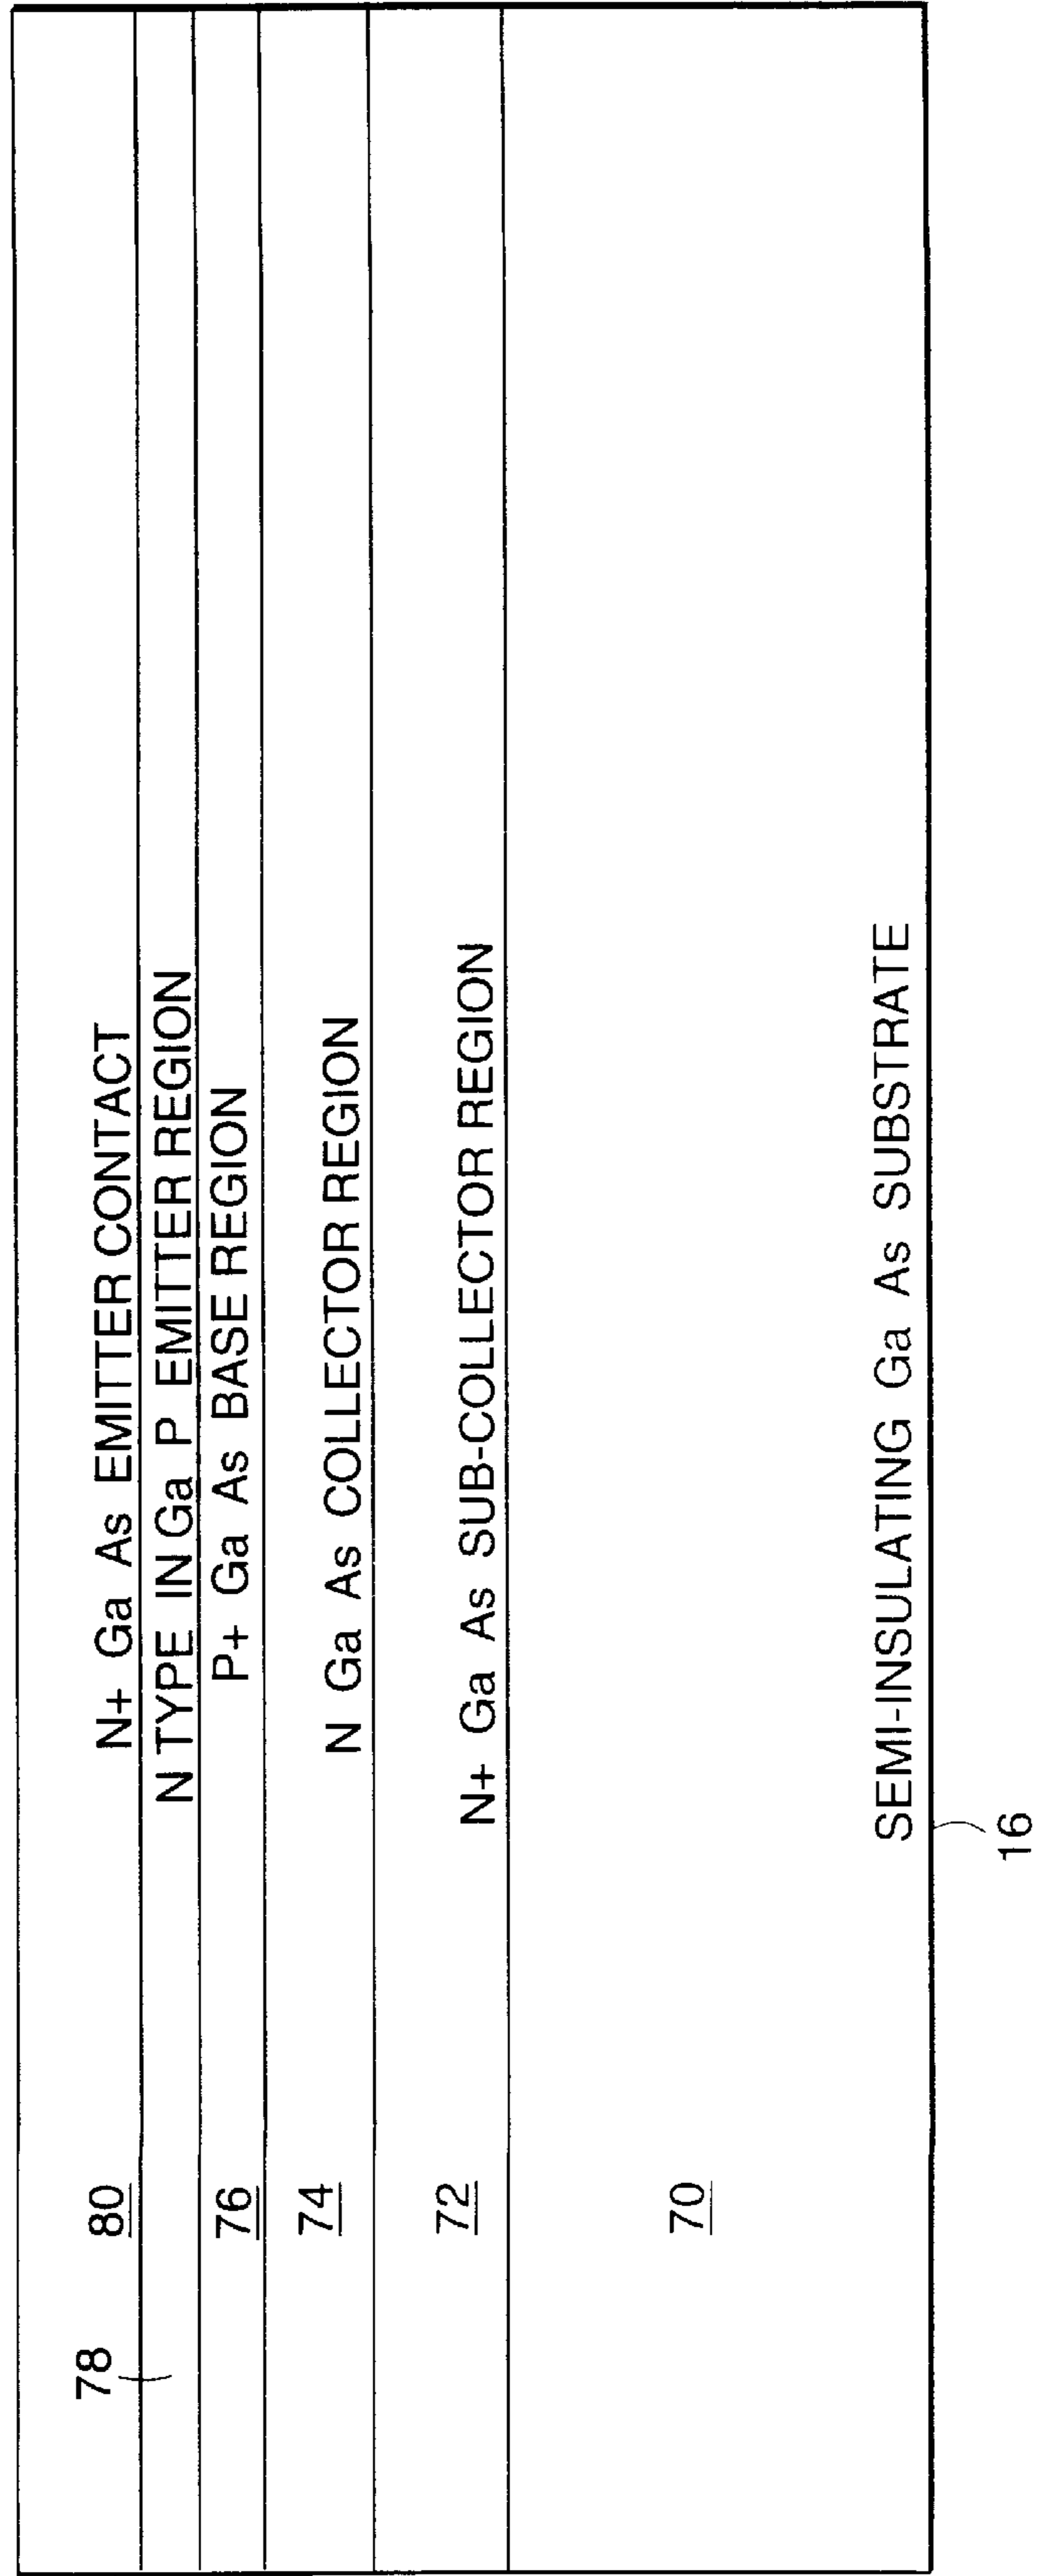 78
80
N+ Ga As EMITTER CONTACT
N TYPE IN Ga P EMITTER REGION
76
P+ Ga As BASE REGION
74
N Ga As COLLECTOR REGION
72
N+ Ga As SUB-COLLECTOR REGION
70
SEMI-INSULATING Ga As SUBSTRATE
16